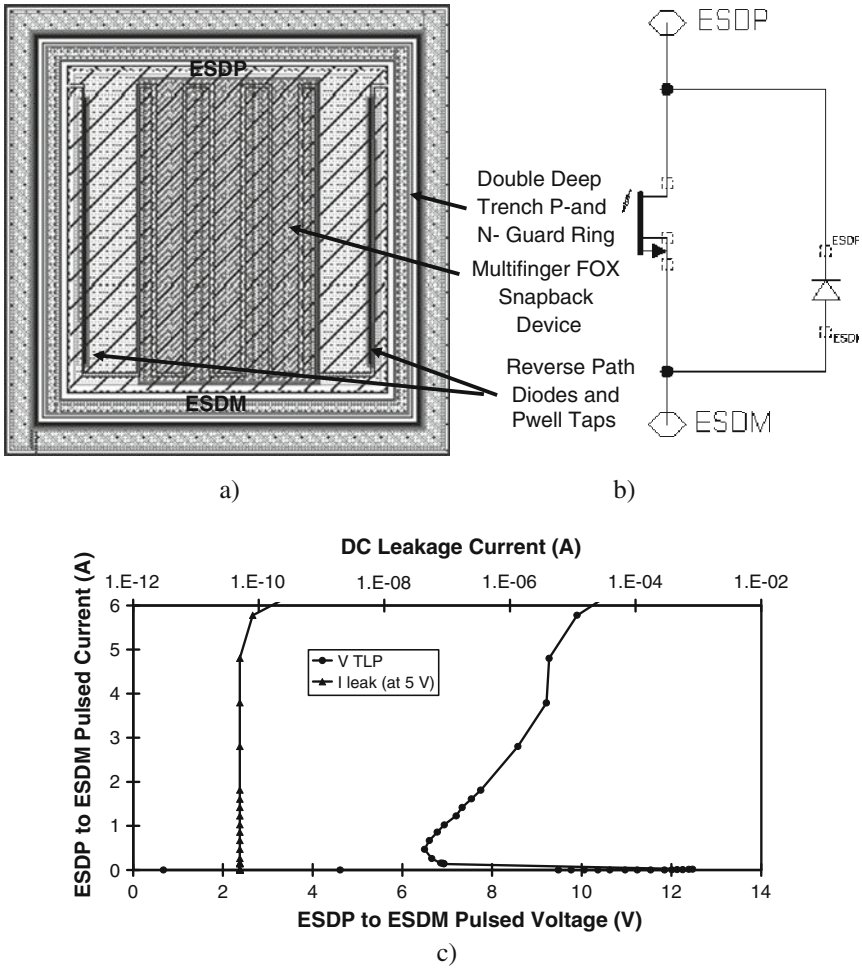 ESDP
ESDM
Double Deep
Trench P-and
N- Guard Ring
Multifinger FOX
Snapback
Device
Reverse Path
Diodes and
Pwell Taps
a)
ESDP
ESDP
ESDM
ESDM
b)
DC Leakage Current (A)
1.E-12 1.E-10 1.E-08 1.E-06 1.E-04 1.E-02
ESDP to ESDM Pulsed Current (A)
6
5
4
3
2
1
0
V TLP
I leak (at 5 V)
0 2 4 6 8 10 12 14
ESDP to ESDM Pulsed Voltage (V)
c)